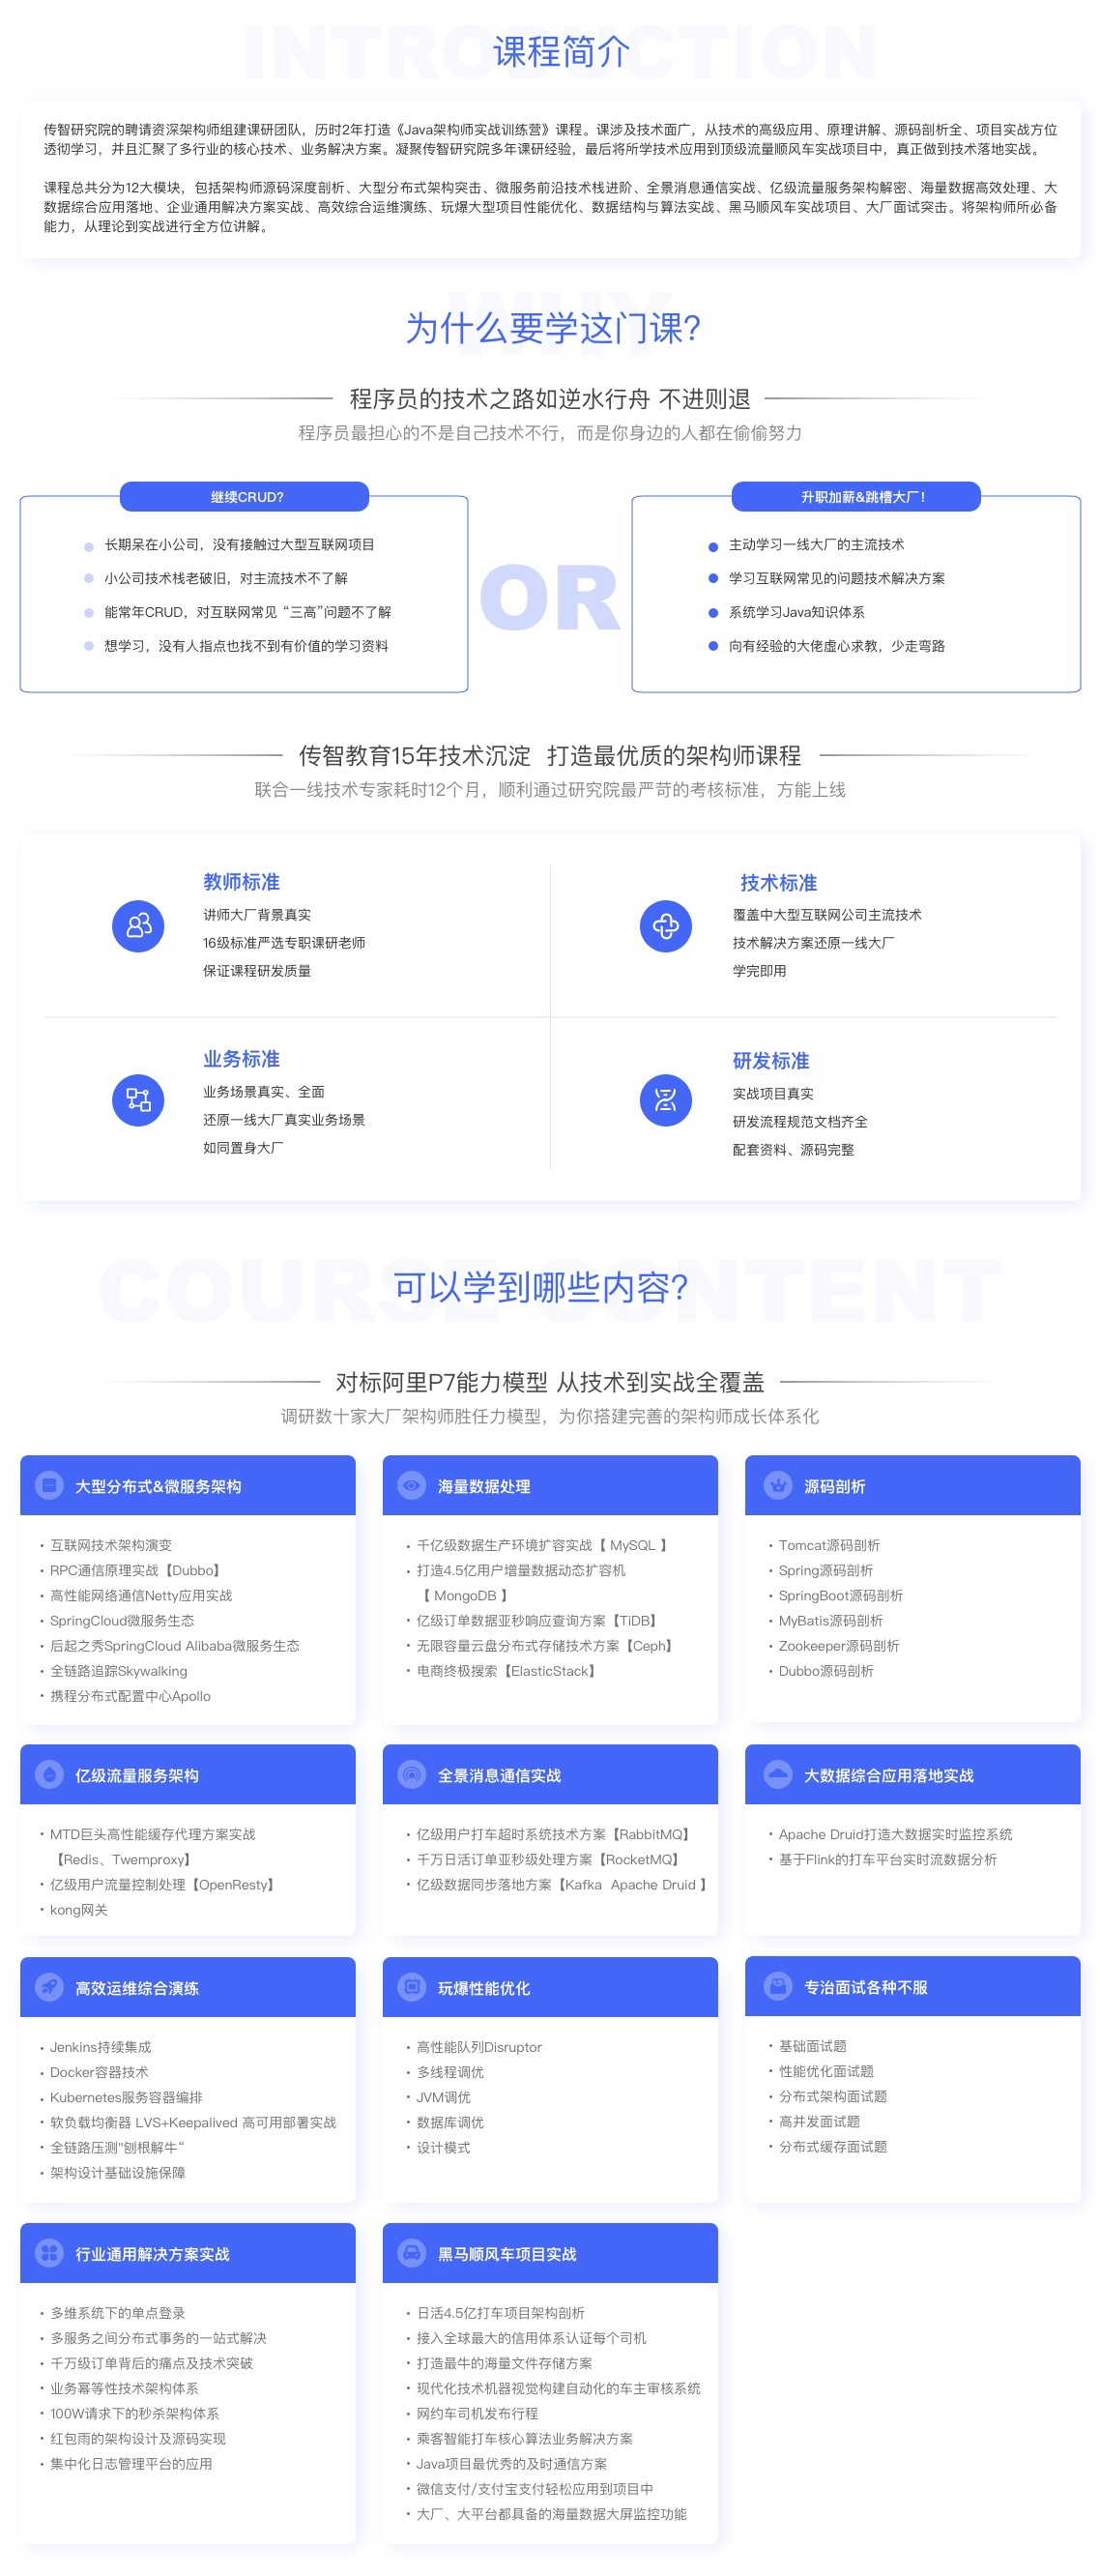 INTRODUCTION
课程简介
传智研究院的聘请资深架构师组建课研团队，历时2年打造《Java架构师实战训练营》课程。课涉及技术面广，从技术的高级应用、原理讲解、源码剖析全、项目实战方位
透彻学习，并且汇聚了多行业的核心技术、业务解决方案。凝聚传智研究院多年课研经验，最后将所学技术应用到顶级流量顺风车实战项目中，真正做到技术落地实战。
课程总共分为12大模块，包括架构师源码深度剖析、大型分布式架构突击、微服务前沿技术栈进阶、全景消息通信实战、亿级流量服务架构解密、海量数据高效处理、大
数据综合应用落地、企业通用解决方案实战、高效综合运维演练、玩爆大型项目性能优化、数据结构与算法实战、黑马顺风车实战项目、大厂面试突击。将架构师所必备
能力，从理论到实战进行全方位讲解。
WHY
为什么要学这门课？
程序员的技术之路如逆水行舟 不进则退
程序员最担心的不是自己技术不行，而是你身边的人都在偷偷努力
继续CRUD？
长期呆在小公司，没有接触过大型互联网项目
小公司技术栈老破旧，对主流技术不了解
能常年CRUD，对互联网常见“三高”问题不了解
想学习，没有人指点也找不到有价值的学习资料
OR
升职加薪&跳槽大厂！
主动学习一线大厂的主流技术
学习互联网常见的问题技术解决方案
系统学习Java知识体系
向有经验的大佬虚心求教，少走弯路
传智教育15年技术沉淀 打造最优质的架构师课程
联合一线技术专家耗时12个月，顺利通过研究院最严苛的考核标准，方能上线
教师标准
讲师大厂背景真实
16级标准严选专职课研老师
保证课程研发质量
技术标准
覆盖中大型互联网公司主流技术
技术解决方案还原一线大厂
学完即用
业务标准
业务场景真实、全面
还原一线大厂真实业务场景
如同置身大厂
研发标准
实战项目真实
研发流程规范文档齐全
配套资料、源码完整
COURSE CONTENT
可以学到哪些内容？
对标阿里P7能力模型 从技术到实战全覆盖
调研数十家大厂架构师胜任力模型，为你搭建完善的架构师成长体系化
大型分布式&微服务架构
• 互联网技术架构演变
• RPC通信原理实战【Dubbo】
• 高性能网络通信Netty应用实战
• SpringCloud微服务生态
• 后起之秀SpringCloud Alibaba微服务生态
• 全链路追踪Skywalking
• 携程分布式配置中心Apollo
海量数据处理
• 千亿级数据生产环境扩容实战【 MySQL 】
• 打造4.5亿用户增量数据动态扩容机
【 MongoDB 】
• 亿级订单数据亚秒响应查询方案【TiDB】
• 无限容量云盘分布式存储技术方案【Ceph】
• 电商终极搜索【ElasticStack】
源码剖析
• Tomcat源码剖析
• Spring源码剖析
• SpringBoot源码剖析
• MyBatis源码剖析
• Zookeeper源码剖析
• Dubbo源码剖析
亿级流量服务架构
• MTD巨头高性能缓存代理方案实战
【Redis、Twemproxy】
• 亿级用户流量控制处理【OpenResty】
• kong网关
全景消息通信实战
• 亿级用户打车超时系统技术方案【RabbitMQ】
• 千万日活订单亚秒级处理方案【RocketMQ】
• 亿级数据同步落地方案【Kafka Apache Druid 】
大数据综合应用落地实战
• Apache Druid打造大数据实时监控系统
• 基于Flink的打车平台实时流数据分析
高效运维综合演练
• Jenkins持续集成
• Docker容器技术
• Kubernetes服务容器编排
• 软负载均衡器 LVS+Keepalived 高可用部署实战
• 全链路压测"刨根解牛“
• 架构设计基础设施保障
玩爆性能优化
• 高性能队列Disruptor
• 多线程调优
• JVM调优
• 数据库调优
• 设计模式
专治面试各种不服
• 基础面试题
• 性能优化面试题
• 分布式架构面试题
• 高并发面试题
• 分布式缓存面试题
行业通用解决方案实战
• 多维系统下的单点登录
• 多服务之间分布式事务的一站式解决
• 千万级订单背后的痛点及技术突破
• 业务幂等性技术架构体系
• 100W请求下的秒杀架构体系
• 红包雨的架构设计及源码实现
• 集中化日志管理平台的应用
黑马顺风车项目实战
• 日活4.5亿打车项目架构剖析
• 接入全球最大的信用体系认证每个司机
• 打造最牛的海量文件存储方案
• 现代化技术机器视觉构建自动化的车主审核系统
• 网约车司机发布行程
• 乘客智能打车核心算法业务解决方案
• Java项目最优秀的及时通信方案
• 微信支付/支付宝支付轻松应用到项目中
• 大厂、大平台都具备的海量数据大屏监控功能